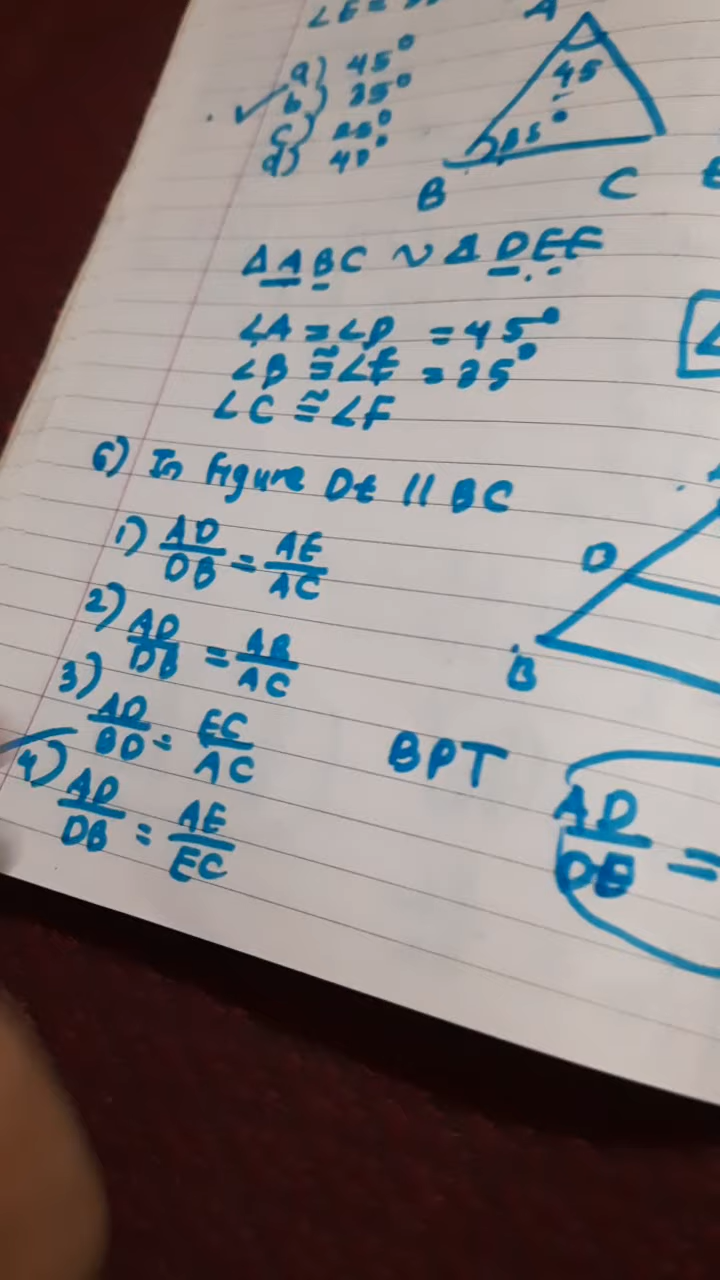 A
a) 45°
b) 35°
c)
d) 40°
45
35°
B C
△ABC ~ △DEF
∠A = ∠D = 45°
∠B ≅ ∠E = 35°
∠C ≅ ∠F
6) In figure DE || BC
1) AD/DB = AE/AC
2) AD/DB = AB/AC
3) AD/BD = EC/AC
4) AD/DB = AE/EC
D
B
BPT
AD/DB =